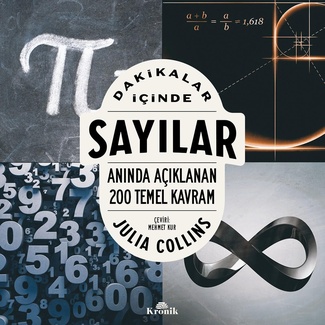 a + b / a = a / b = 1,618
DAKİKALAR
İÇİNDE
SAYILAR
ANINDA AÇIKLANAN
200 TEMEL KAVRAM
ÇEVİRİ:
MEHMET KUR
JULIA COLLINS
Kronik